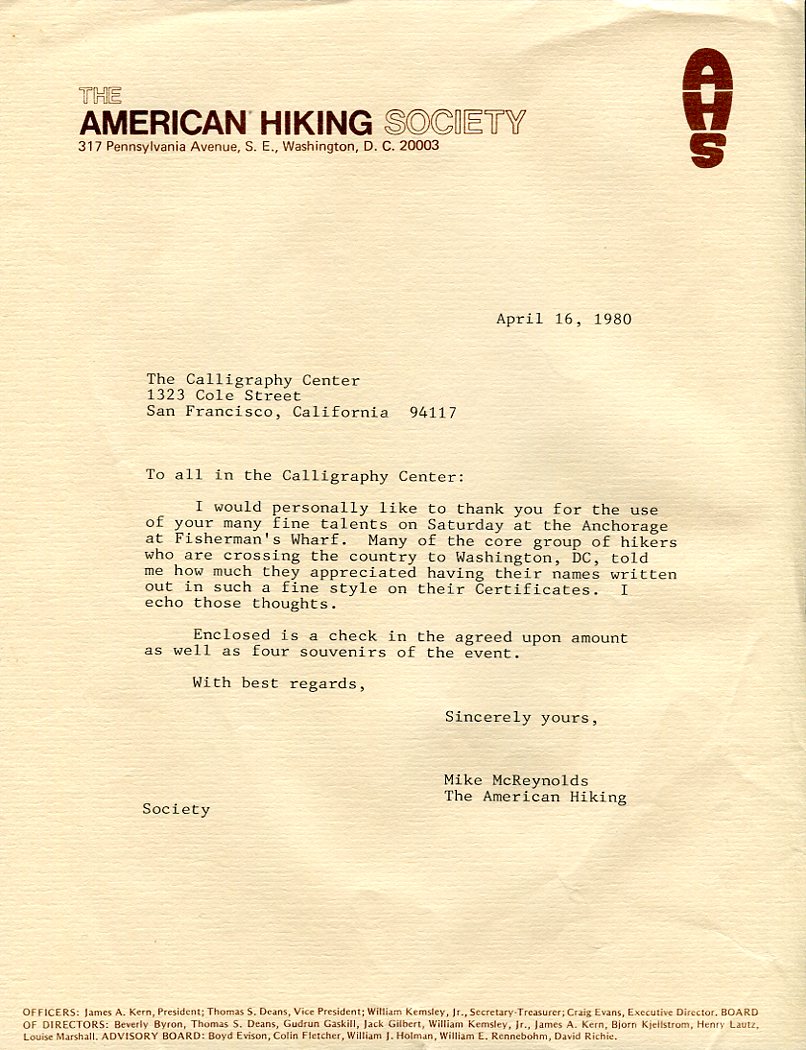 THE
AMERICAN HIKING SOCIETY
317 Pennsylvania Avenue, S. E., Washington, D. C. 20003
AHS
April 16, 1980
The Calligraphy Center
1323 Cole Street
San Francisco, California 94117
To all in the Calligraphy Center:
I would personally like to thank you for the use
of your many fine talents on Saturday at the Anchorage
at Fisherman's Wharf. Many of the core group of hikers
who are crossing the country to Washington, DC, told
me how much they appreciated having their names written
out in such a fine style on their Certificates. I
echo those thoughts.
Enclosed is a check in the agreed upon amount
as well as four souvenirs of the event.
With best regards,
Sincerely yours,
Mike McReynolds
The American Hiking
Society
OFFICERS: James A. Kern, President; Thomas S. Deans, Vice President; William Kemsley, Jr., Secretary-Treasurer; Craig Evans, Executive Director. BOARD
OF DIRECTORS: Beverly Byron, Thomas S. Deans, Gudrun Gaskill, Jack Gilbert, William Kemsley, Jr., James A. Kern, Bjorn Kjellstrom, Henry Lautz,
Louise Marshall. ADVISORY BOARD: Boyd Evison, Colin Fletcher, William J. Holman, William E. Rennebohm, David Richie.